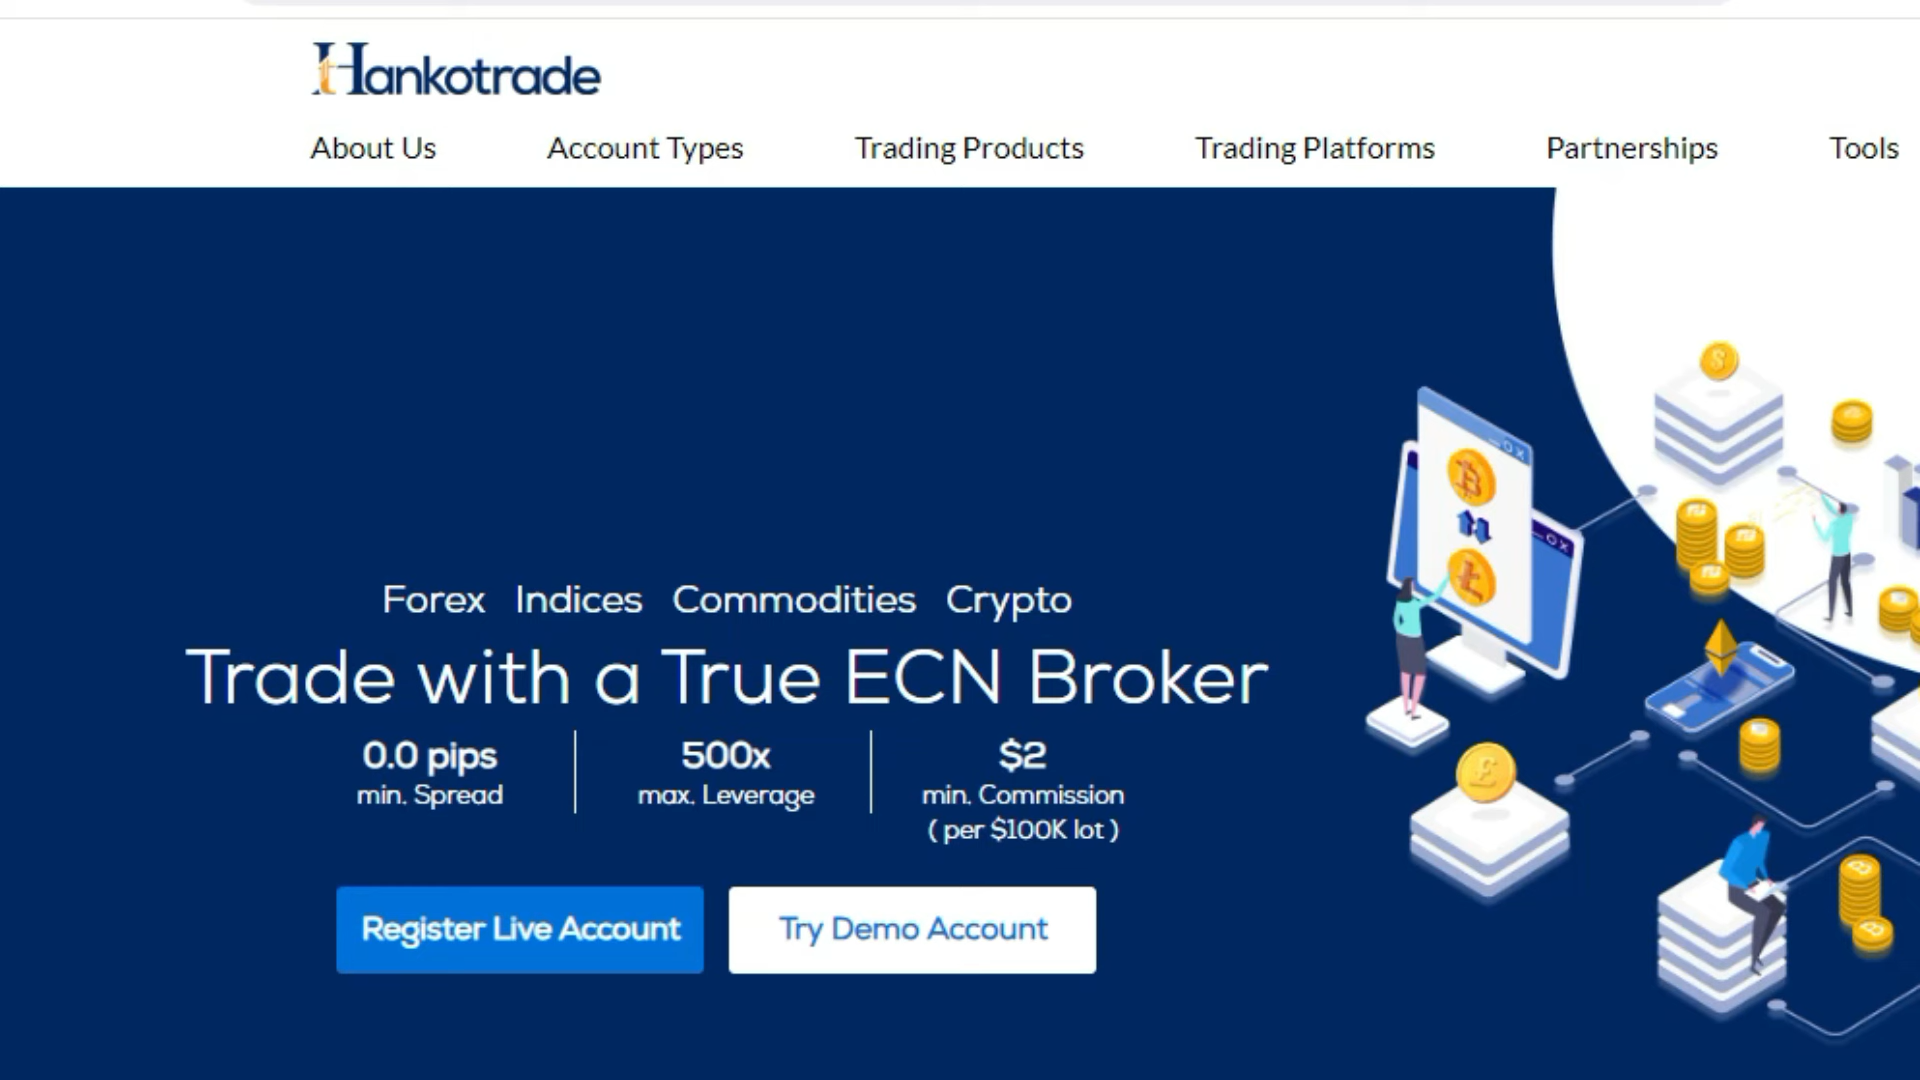 Hankotrade
About Us Account Types Trading Products Trading Platforms Partnerships Tools
Forex Indices Commodities Crypto
Trade with a True ECN Broker
0.0 pips 500x $2
min. Spread max. Leverage min. Commission
( per $100K lot )
Register Live Account Try Demo Account